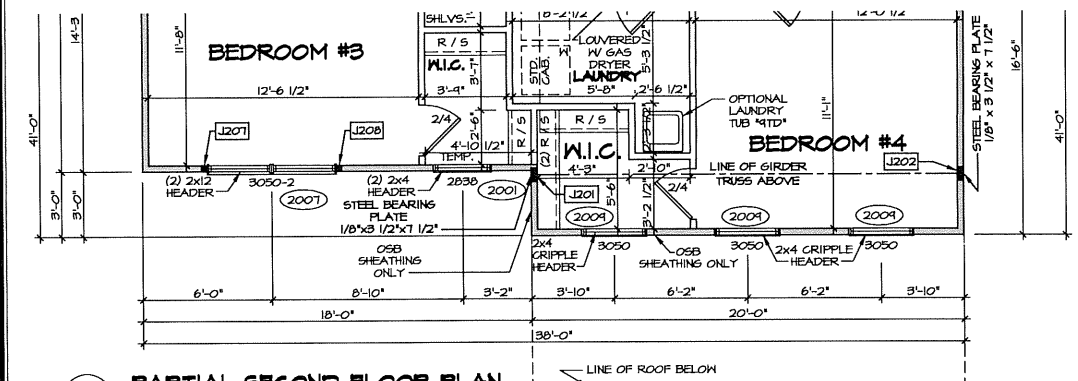 SHLVS.
8'-2 1/2"
12'-0 1/2"
14'-3
11'-8"
BEDROOM #3
R / S
W.I.C.
3'-7"
STD.
CAB.
W
LOUVERED
W/ GAS
DRYER
LAUNDRY
5'-3 1/2"
STEEL BEARING PLATE
1/8" x 3 1/2" x 7 1/2"
16'-6"
12'-6 1/2"
3'-9"
5'-8"
2'-6 1/2"
OPTIONAL
LAUNDRY
TUB "9TD"
11'-1"
41'-0"
41'-0"
J207
J208
2/4
2'-6"
4'-10 1/2"
TEMP.
R / S
(2) R / S
R / S
W.I.C.
4'-3"
2'-10"
BEDROOM #4
J202
LINE OF GIRDER
TRUSS ABOVE
3'-0"
3'-0"
(2) 2x12
HEADER
3050-2
2007
(2) 2x4
HEADER
2838
2001
STEEL BEARING
PLATE
1/8"x3 1/2"x7 1/2"
J201
5'-6"
3'-2 1/2"
2/4
2009
2009
2009
OSB
SHEATHING
ONLY
2x4
CRIPPLE
HEADER
3050
OSB
SHEATHING ONLY
3050
2x4 CRIPPLE
HEADER
3050
6'-0"
8'-10"
3'-2"
3'-10"
6'-2"
6'-2"
3'-10"
18'-0"
20'-0"
38'-0"
PARTIAL SECOND FLOOR PLAN
LINE OF ROOF BELOW